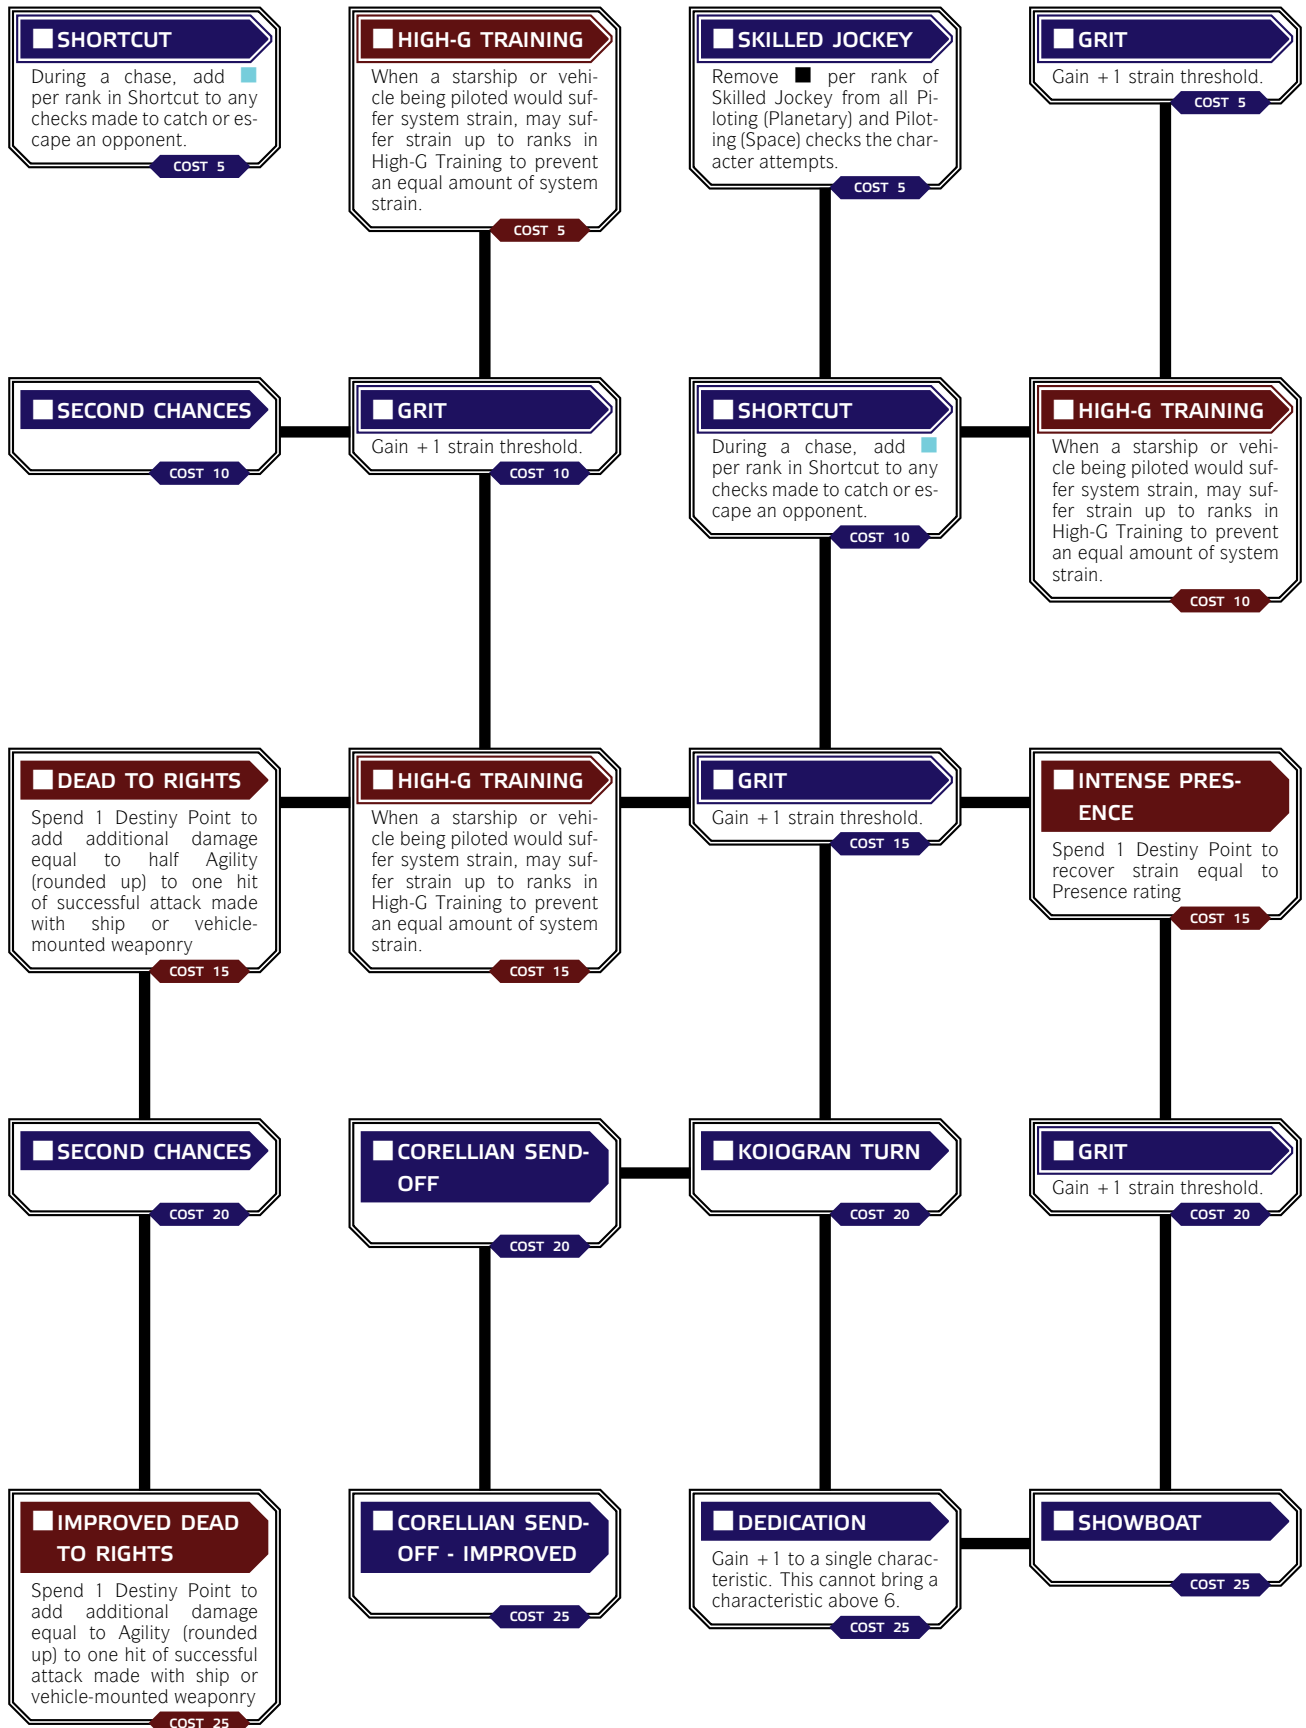 SHORTCUT
During a chase, add
per rank in Shortcut to any
checks made to catch or es-
cape an opponent.
COST 5
HIGH-G TRAINING
When a starship or vehi-
cle being piloted would suf-
fer system strain, may suf-
fer strain up to ranks in
High-G Training to prevent
an equal amount of system
strain.
COST 5
SKILLED JOCKEY
Remove ■ per rank of
Skilled Jockey from all Pi-
loting (Planetary) and Pilot-
ing (Space) checks the char-
acter attempts.
COST 5
GRIT
Gain +1 strain threshold.
COST 5
SECOND CHANCES
COST 10
GRIT
Gain +1 strain threshold.
COST 10
SHORTCUT
During a chase, add
per rank in Shortcut to any
checks made to catch or es-
cape an opponent.
COST 10
HIGH-G TRAINING
When a starship or vehi-
cle being piloted would suf-
fer system strain, may suf-
fer strain up to ranks in
High-G Training to prevent
an equal amount of system
strain.
COST 10
DEAD TO RIGHTS
Spend 1 Destiny Point to
add additional damage
equal to half Agility
(rounded up) to one hit
of successful attack made
with ship or vehicle-
mounted weaponry
COST 15
HIGH-G TRAINING
When a starship or vehi-
cle being piloted would suf-
fer system strain, may suf-
fer strain up to ranks in
High-G Training to prevent
an equal amount of system
strain.
COST 15
GRIT
Gain +1 strain threshold.
COST 15
INTENSE PRES-
ENCE
Spend 1 Destiny Point to
recover strain equal to
Presence rating
COST 15
SECOND CHANCES
COST 20
CORELLIAN SEND-
OFF
COST 20
KOIOGRAN TURN
COST 20
GRIT
Gain +1 strain threshold.
COST 20
IMPROVED DEAD
TO RIGHTS
Spend 1 Destiny Point to
add additional damage
equal to Agility (rounded
up) to one hit of successful
attack made with ship or
vehicle-mounted weaponry
COST 25
CORELLIAN SEND-
OFF - IMPROVED
COST 25
DEDICATION
Gain +1 to a single charac-
teristic. This cannot bring a
characteristic above 6.
COST 25
SHOWBOAT
COST 25